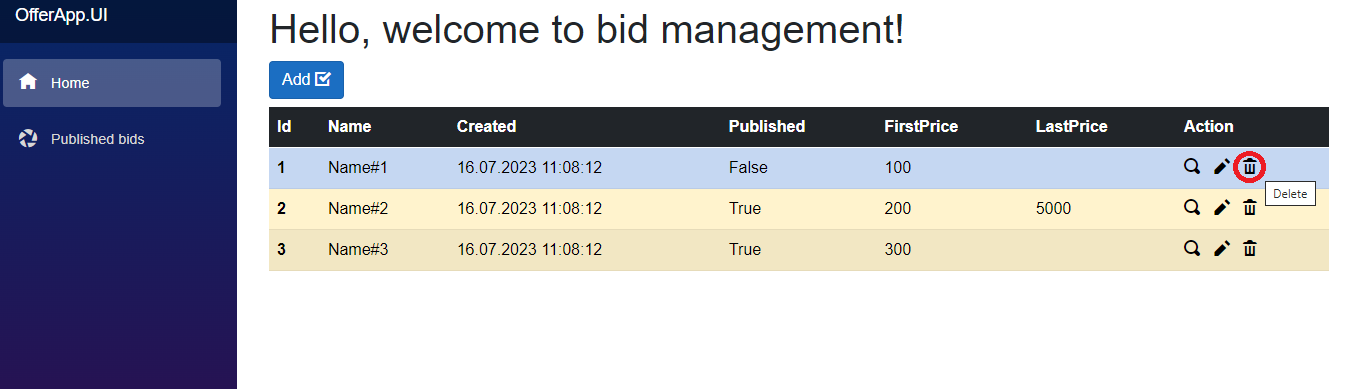 OfferApp.UI
Home
Published bids
Hello, welcome to bid management!
Add
Id Name Created Published FirstPrice LastPrice Action
1 Name#1 16.07.2023 11:08:12 False 100
Delete
2 Name#2 16.07.2023 11:08:12 True 200 5000
3 Name#3 16.07.2023 11:08:12 True 300